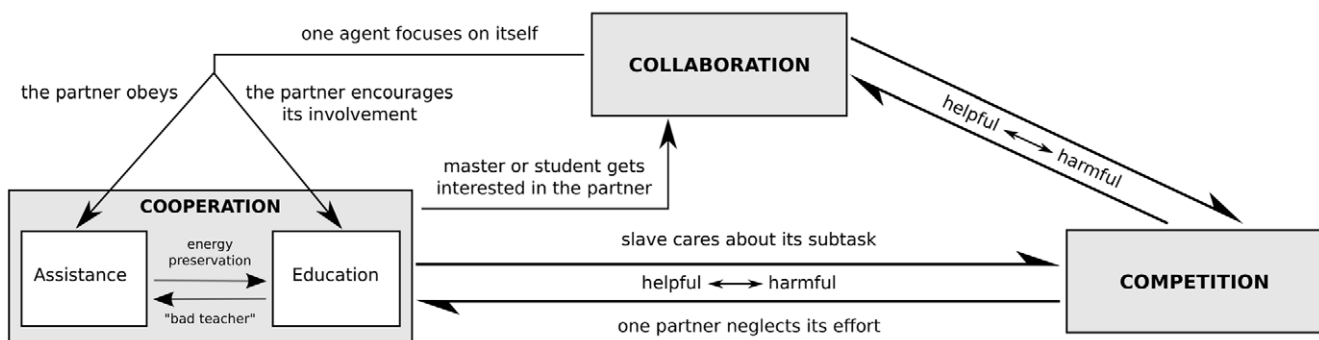 one agent focuses on itself
COLLABORATION
the partner obeys
the partner encourages
its involvement
helpful
harmful
master or student gets
interested in the partner
COOPERATION
Assistance
energy
preservation
"bad teacher"
Education
slave cares about its subtask
helpful
harmful
one partner neglects its effort
COMPETITION